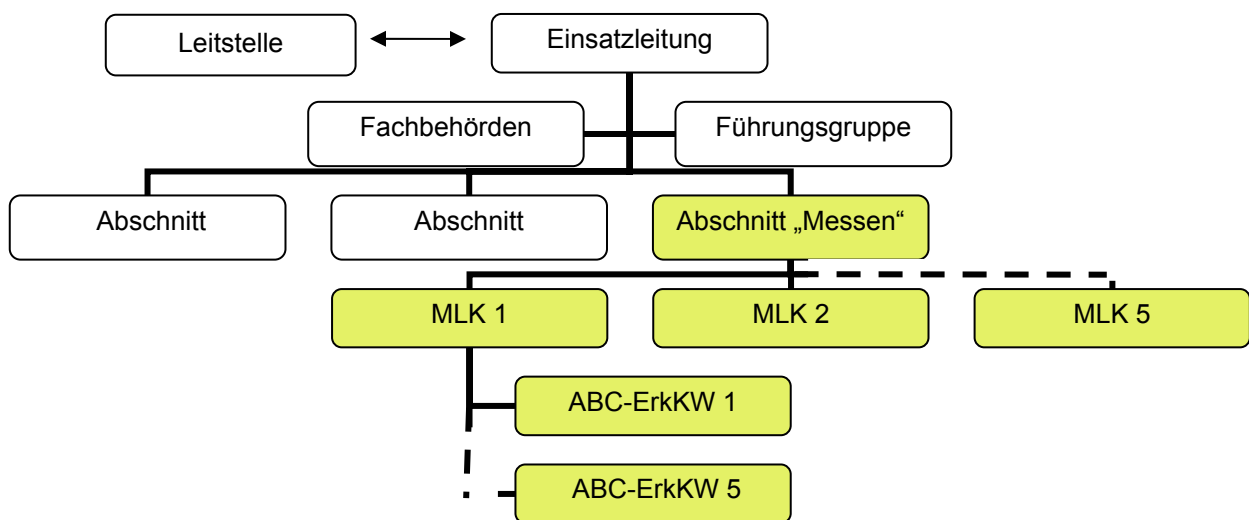 Leitstelle
Einsatzleitung
Fachbehörden
Führungsgruppe
Abschnitt
Abschnitt
Abschnitt „Messen“
MLK 1
MLK 2
MLK 5
ABC-ErkKW 1
ABC-ErkKW 5